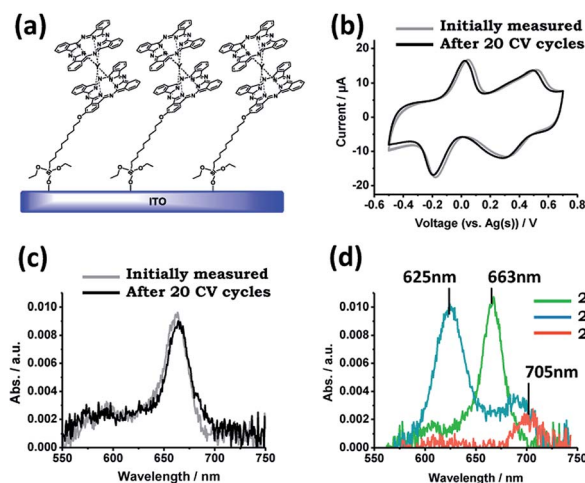 (a)
ITO
(b)
Initially measured
After 20 CV cycles
Current / µA
20
10
0
-10
-20
-0.6 -0.4 -0.2 0.0 0.2 0.4 0.6 0.8
Voltage (vs. Ag(s)) / V
(c)
Initially measured
After 20 CV cycles
Abs. / a.u.
0.010
0.008
0.006
0.004
0.002
0.000
550 600 650 700 750
Wavelength / nm
(d)
625nm 663nm
2
2
2
705nm
Abs. / a.u.
0.010
0.008
0.006
0.004
0.002
0.000
550 600 650 700 750
Wavelength / nm